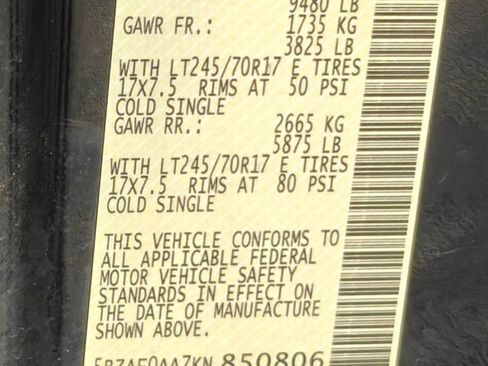 9480 LB
GAWR FR.: 1735 KG
3825 LB
WITH LT245/70R17 E TIRES
17X7.5 RIMS AT 50 PSI
COLD SINGLE
GAWR RR.: 2665 KG
5875 LB
WITH LT245/70R17 E TIRES
17X7.5 RIMS AT 80 PSI
COLD SINGLE
THIS VEHICLE CONFORMS TO
ALL APPLICABLE FEDERAL
MOTOR VEHICLE SAFETY
STANDARDS IN EFFECT ON
THE DATE OF MANUFACTURE
SHOWN ABOVE.
850806